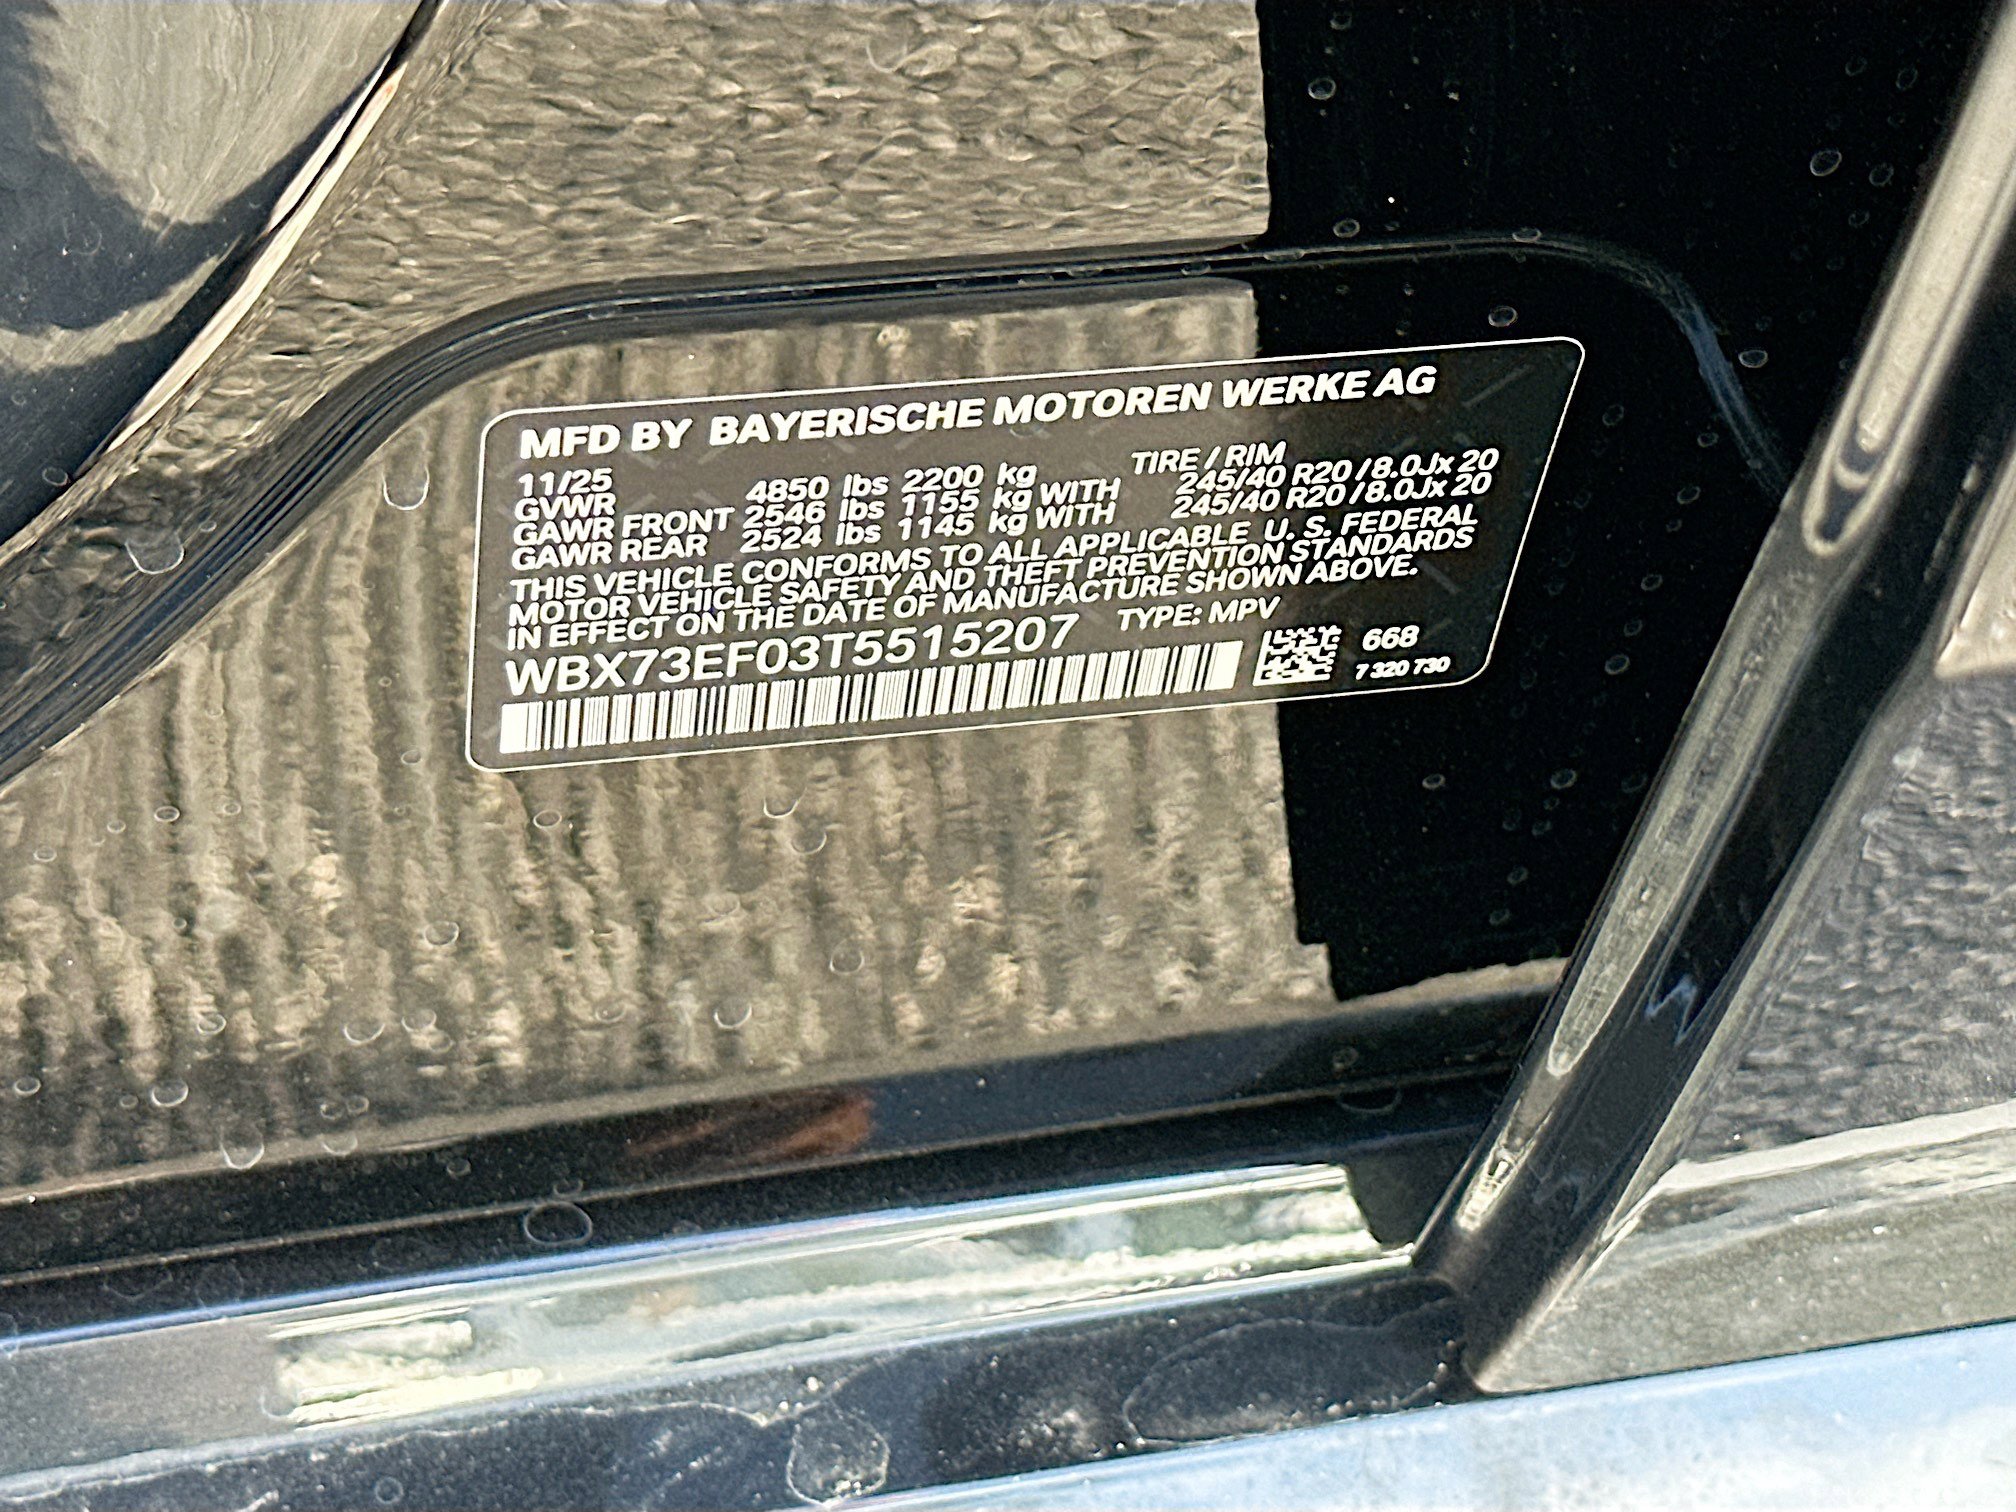 MFD BY BAYERISCHE MOTOREN WERKE AG
11/25 TIRE / RIM
GVWR 4850 lbs 2200 kg
GAWR FRONT 2546 lbs 1155 kg WITH 245/40 R20 / 8.0Jx 20
GAWR REAR 2524 lbs 1145 kg WITH 245/40 R20 / 8.0Jx 20
THIS VEHICLE CONFORMS TO ALL APPLICABLE U. S. FEDERAL
MOTOR VEHICLE SAFETY AND THEFT PREVENTION STANDARDS
IN EFFECT ON THE DATE OF MANUFACTURE SHOWN ABOVE.
WBX73EF03T5515207 TYPE: MPV
668
7 320 730